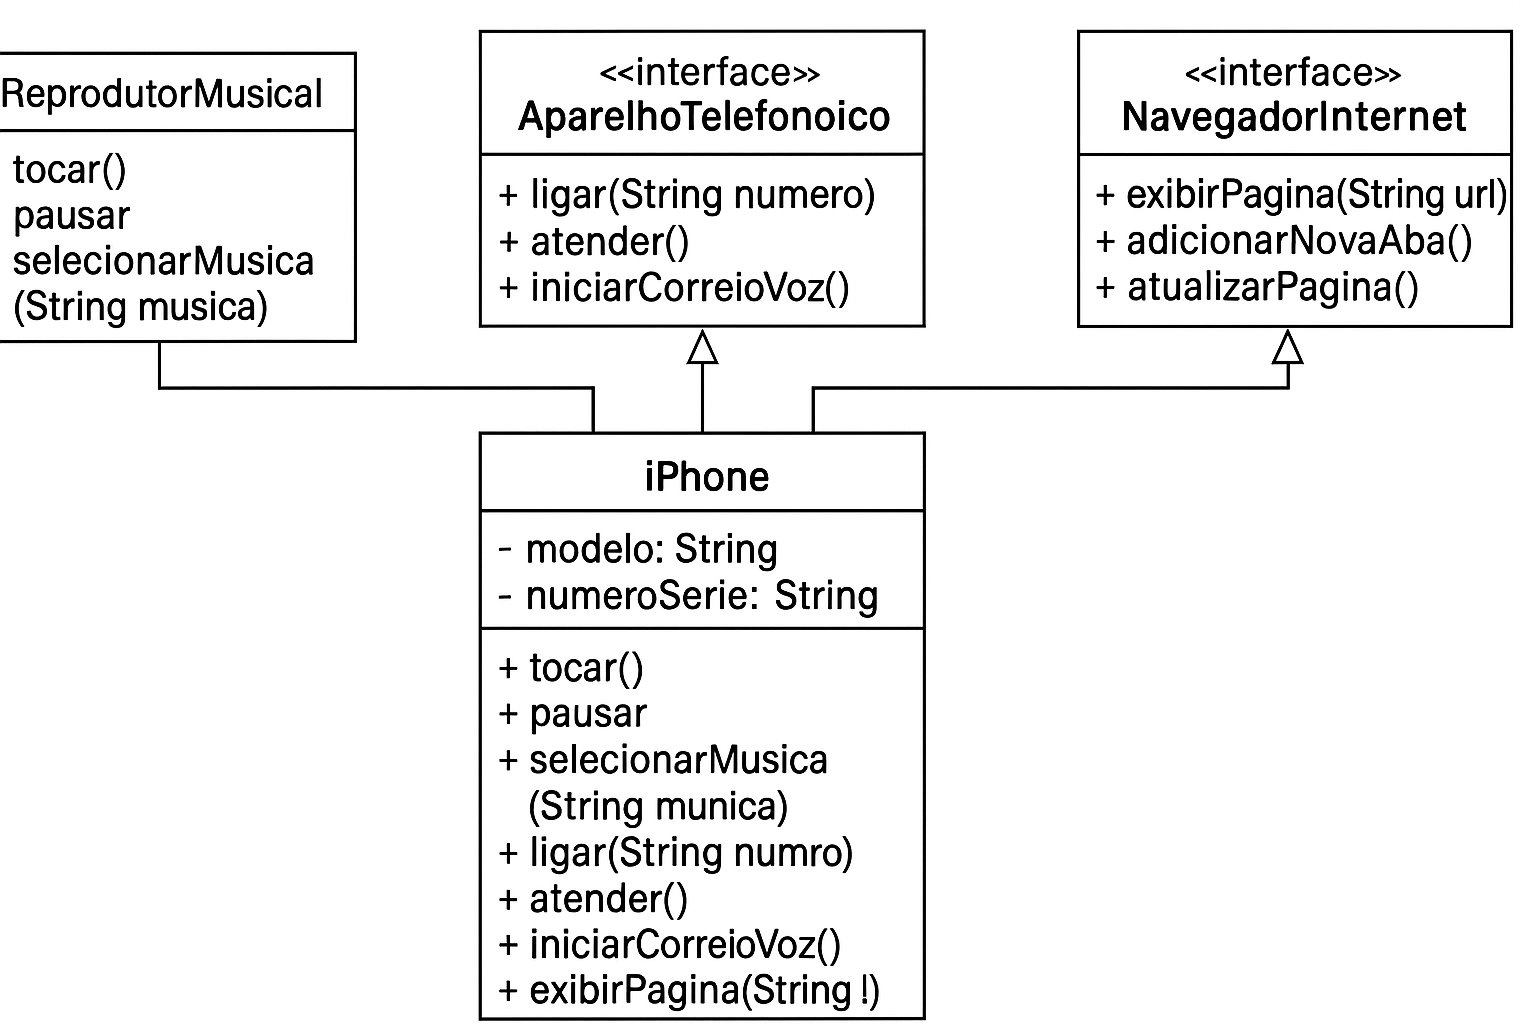 ReprodutorMusical
tocar()
pausar
selecionarMusica
(String musica)
<<interface>>
AparelhoTelefonoico
+ ligar(String numero)
+ atender()
+ iniciarCorreioVoz()
<<interface>>
NavegadorInternet
+ exibirPagina(String url)
+ adicionarNovaAba()
+ atualizarPagina()
iPhone
- modelo: String
- numeroSerie: String
+ tocar()
+ pausar
+ selecionarMusica
(String munica)
+ ligar(String numro)
+ atender()
+ iniciarCorreioVoz()
+ exibirPagina(String !)